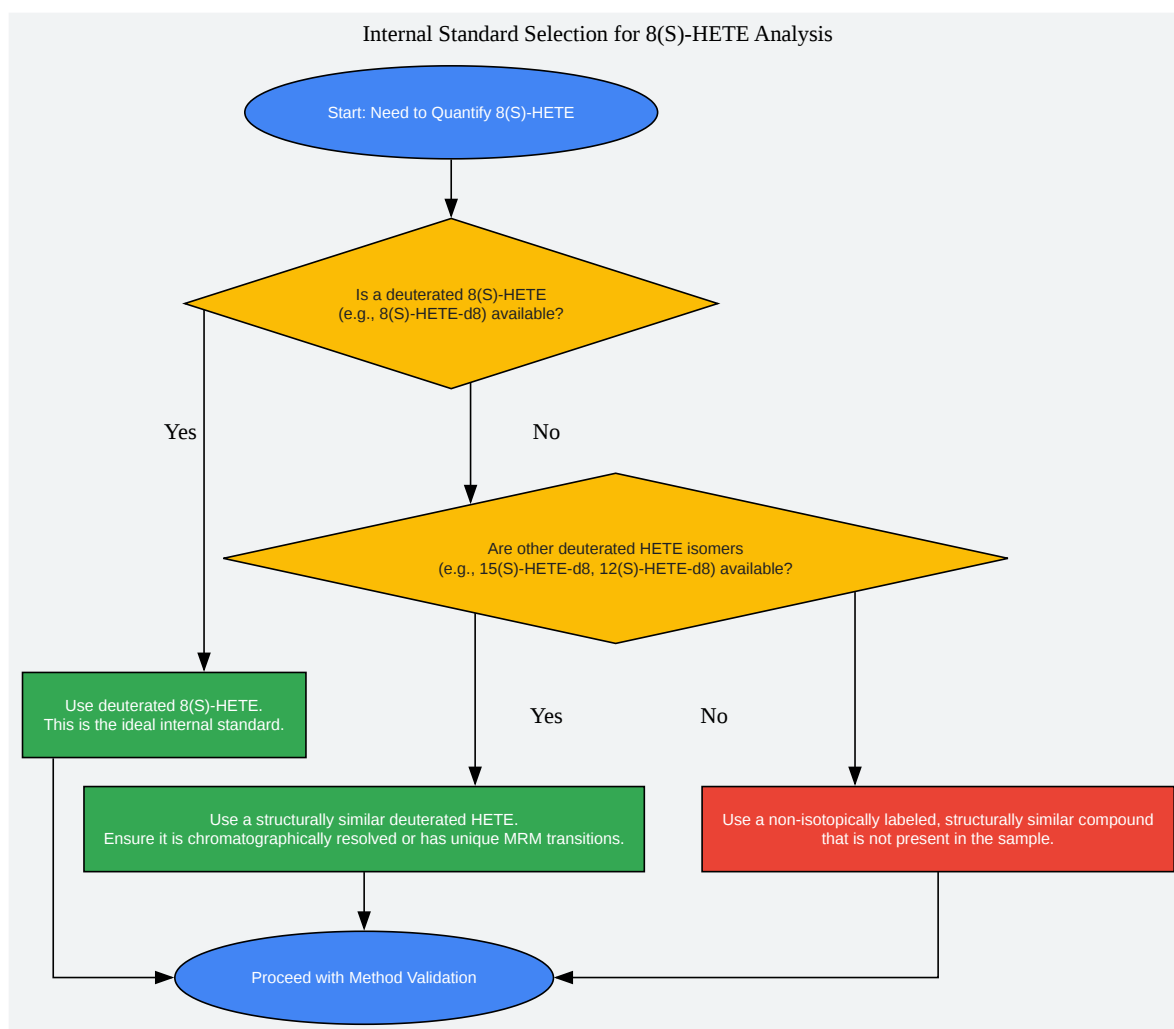 Internal Standard Selection for 8(S)-HETE Analysis
Start: Need to Quantify 8(S)-HETE
Is a deuterated 8(S)-HETE
(e.g., 8(S)-HETE-d8) available?
Yes
No
Are other deuterated HETE isomers
(e.g., 15(S)-HETE-d8, 12(S)-HETE-d8) available?
Use deuterated 8(S)-HETE.
This is the ideal internal standard.
Yes
No
Use a structurally similar deuterated HETE.
Ensure it is chromatographically resolved or has unique MRM transitions.
Use a non-isotopically labeled, structurally similar compound
that is not present in the sample.
Proceed with Method Validation